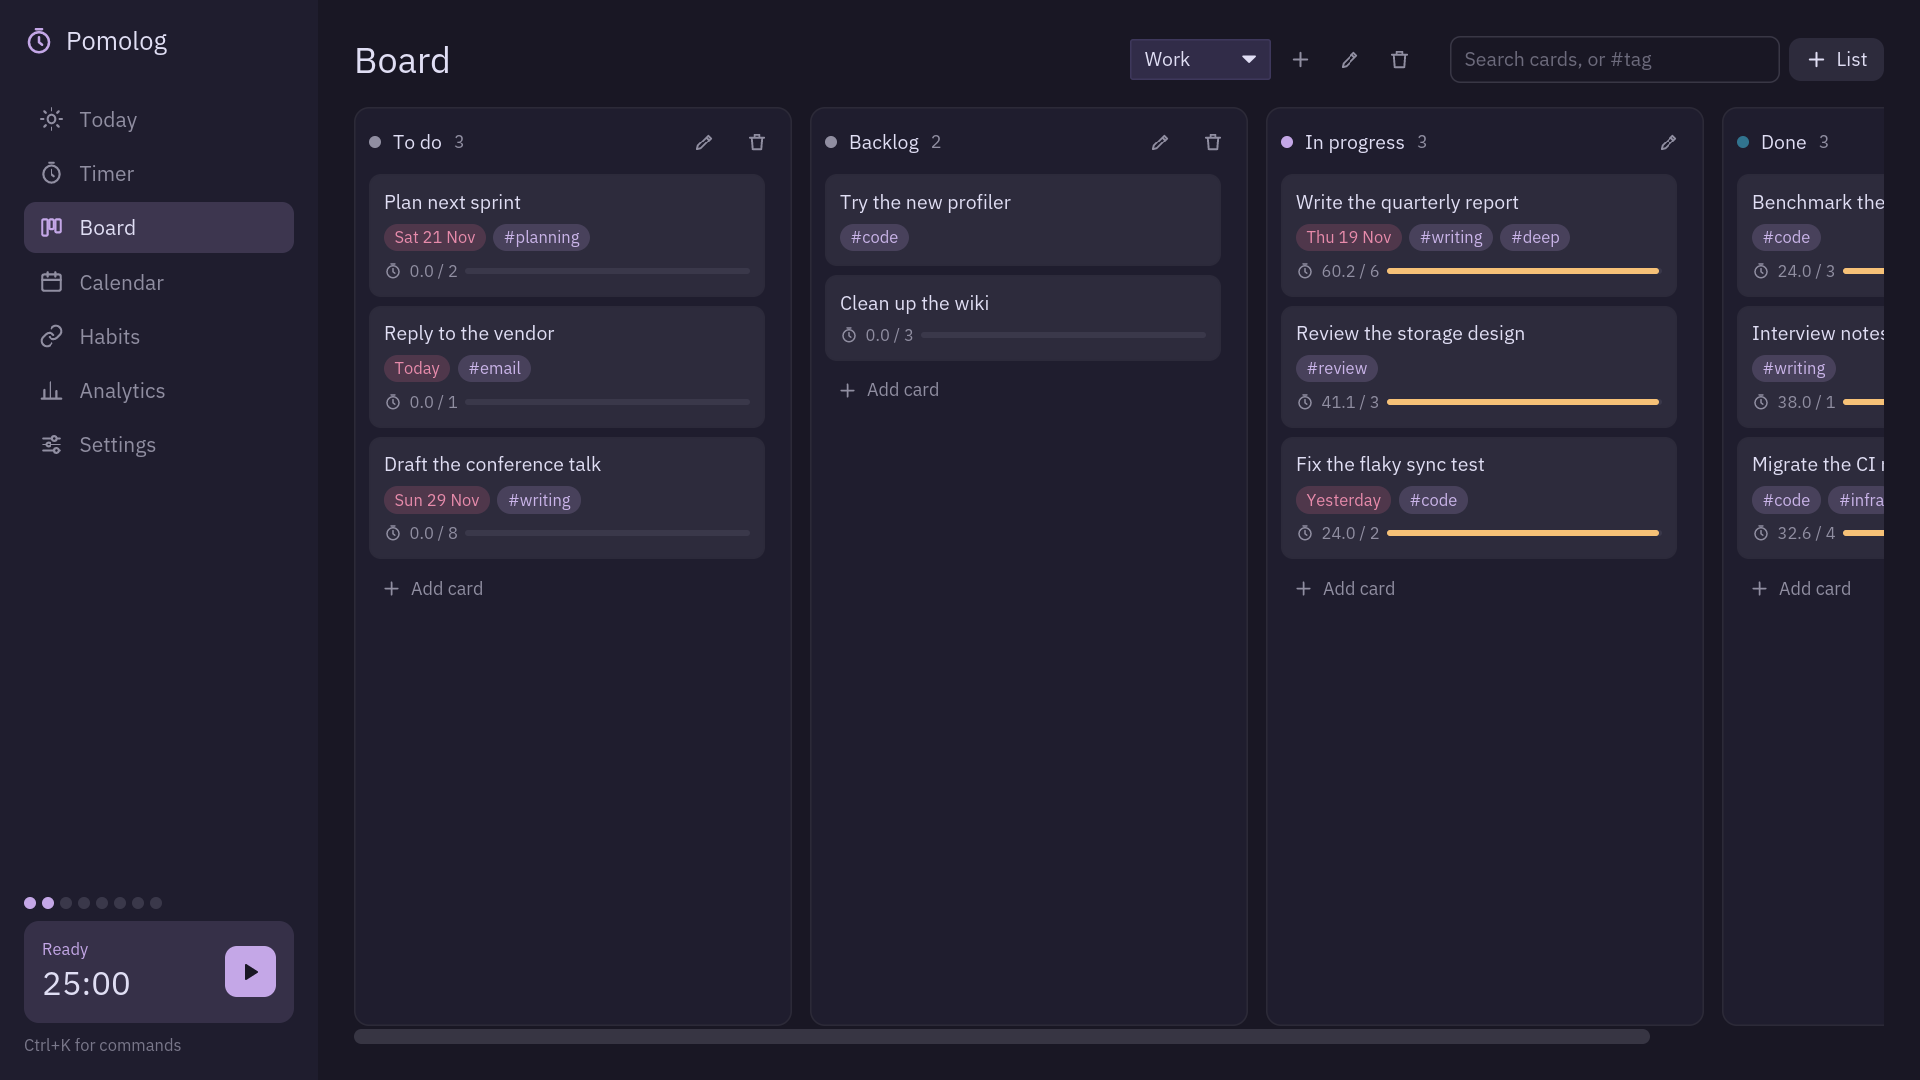 Pomolog
Today
Timer
Board
Calendar
Habits
Analytics
Settings
Ready
25:00
Ctrl+K for commands
Board
Work
Search cards, or #tag
List
To do 3
Plan next sprint
Sat 21 Nov #planning
0.0 / 2
Reply to the vendor
Today #email
0.0 / 1
Draft the conference talk
Sun 29 Nov #writing
0.0 / 8
Add card
Backlog 2
Try the new profiler
#code
Clean up the wiki
0.0 / 3
Add card
In progress 3
Write the quarterly report
Thu 19 Nov #writing #deep
60.2 / 6
Review the storage design
#review
41.1 / 3
Fix the flaky sync test
Yesterday #code
24.0 / 2
Add card
Done 3
Benchmark the
#code
24.0 / 3
Interview notes
#writing
38.0 / 1
Migrate the CI
#code #infra
32.6 / 4
Add card